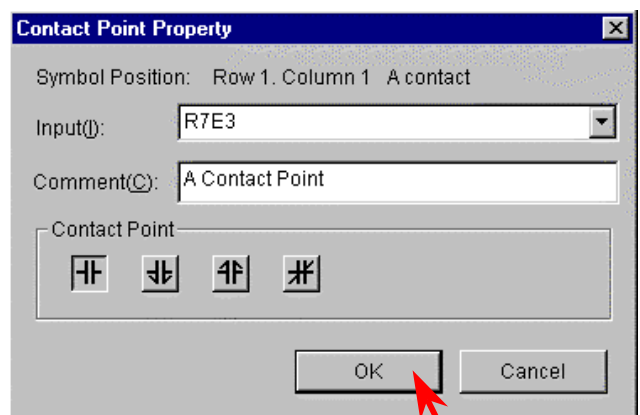 Contact Point Property
Symbol Position: Row 1. Column 1 A contact
Input(I): R7E3
Comment(C): A Contact Point
Contact Point
OK Cancel